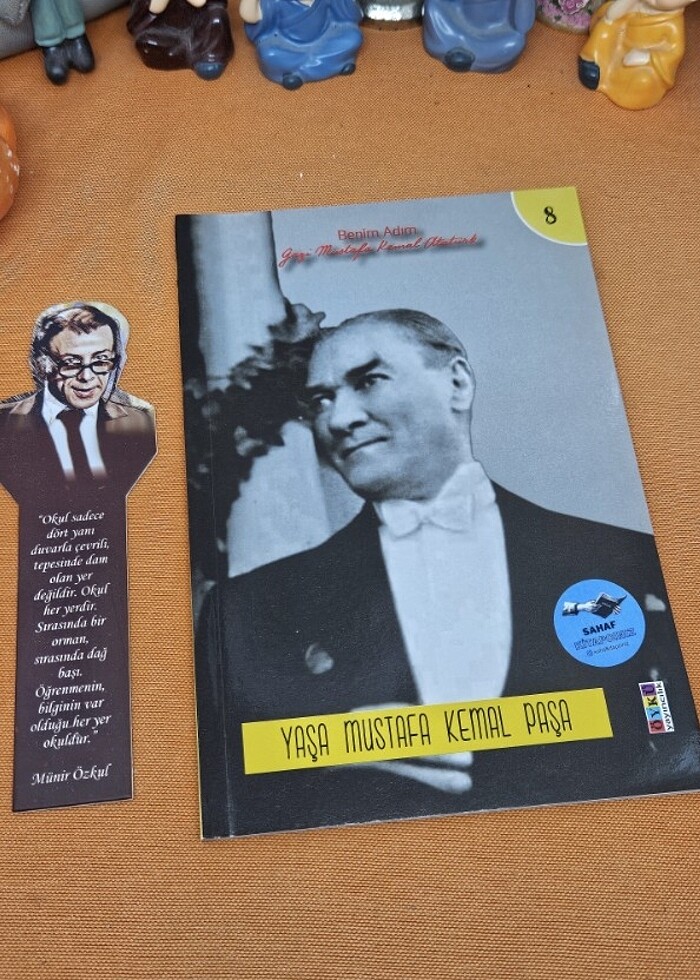 8
Benim Adım
Gazi Mustafa Kemal Atatürk
SAHAF
YAŞA MUSTAFA KEMAL PAŞA
ÖYKÜ
yayıncılık
"Okul sadece
dört yanı
duvarla çevrili,
tepesinde dam
olan yer
değildir. Okul
her yerdir.
Sırasında bir
orman,
sırasında dağ
başı.
Öğrenmenin,
bilginin var
olduğu her yer
okuldur."
Münir Özkul